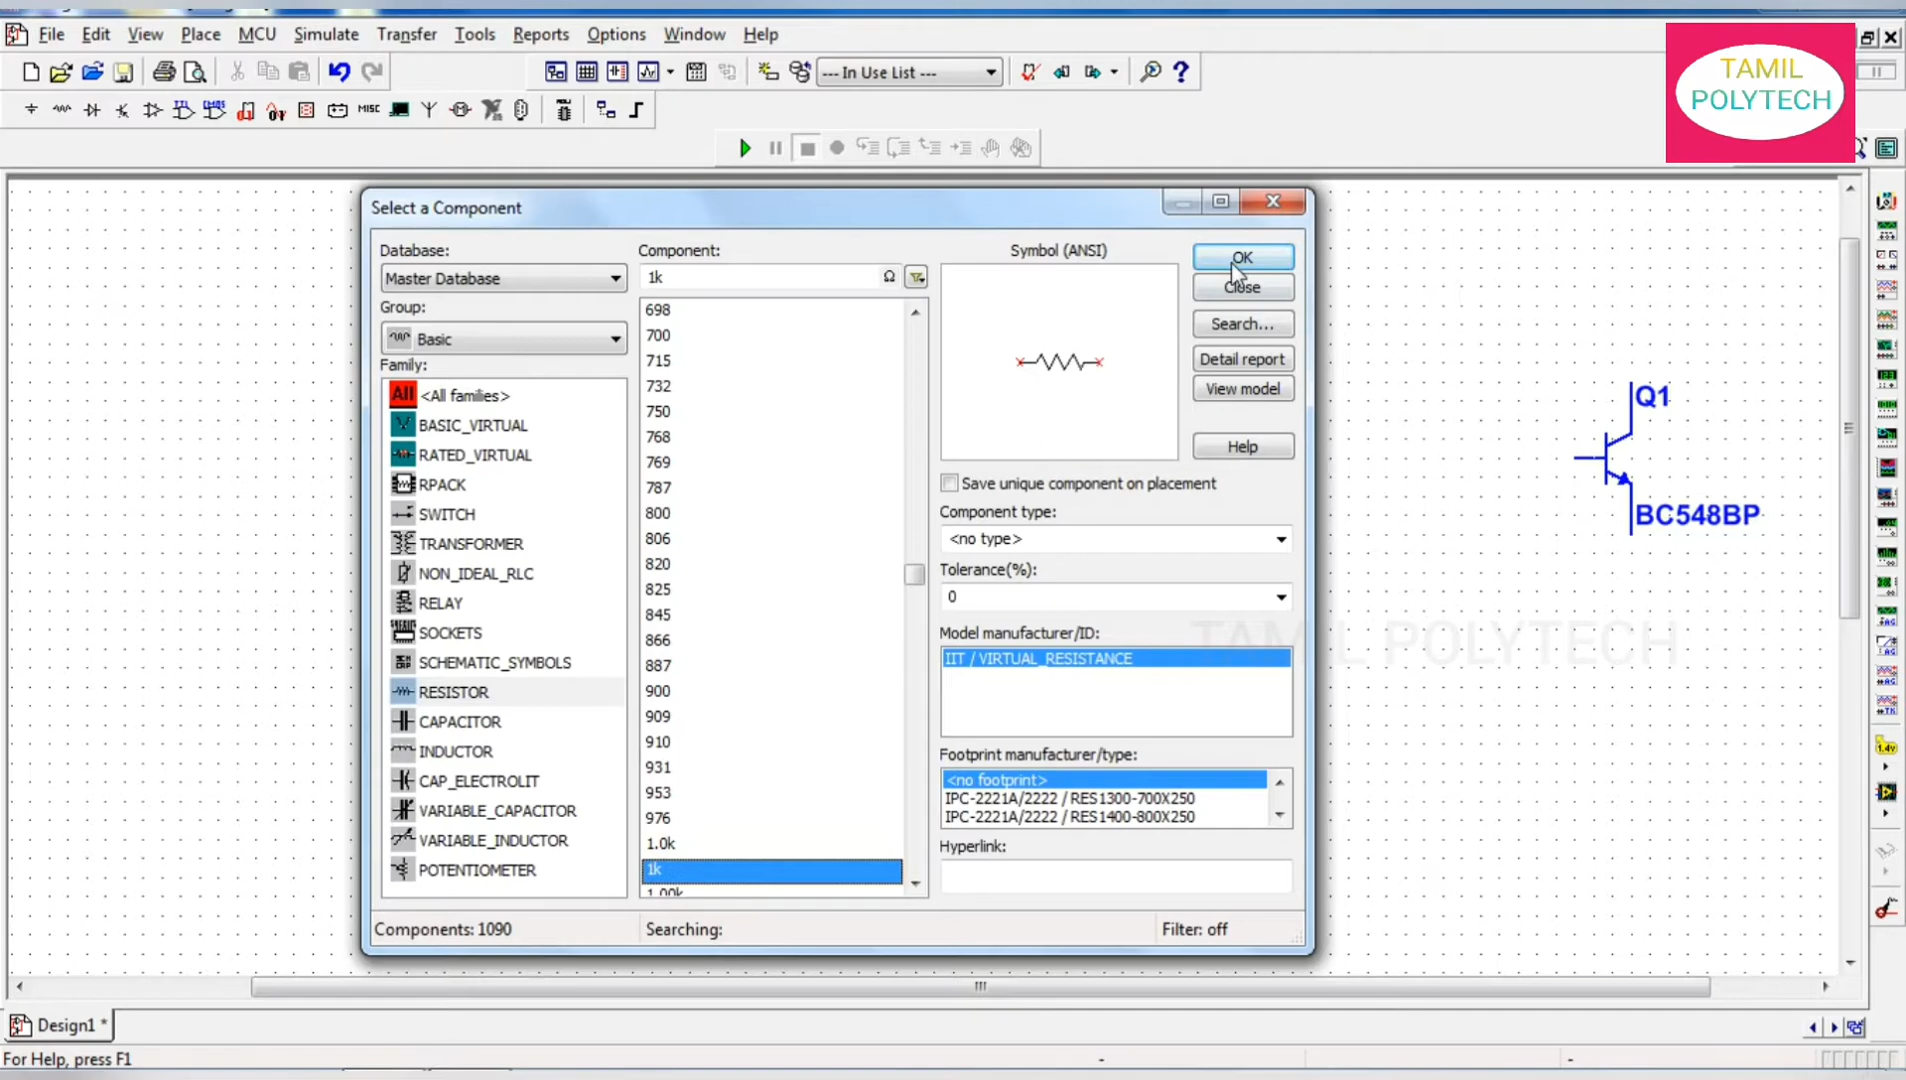 File Edit View Place MCU Simulate Transfer Tools Reports Options Window Help
TAMIL
POLYTECH
--- In Use List ---
MISC
Select a Component
Database:
Master Database
Group:
Basic
Family:
All <All families>
BASIC_VIRTUAL
RATED_VIRTUAL
RPACK
SWITCH
TRANSFORMER
NON_IDEAL_RLC
RELAY
SOCKETS
SCHEMATIC_SYMBOLS
RESISTOR
CAPACITOR
INDUCTOR
CAP_ELECTROLIT
VARIABLE_CAPACITOR
VARIABLE_INDUCTOR
POTENTIOMETER
Components: 1090
Component:
1k
Ω
698
700
715
732
750
768
769
787
800
806
820
825
845
866
887
900
909
910
931
953
976
1.0k
1k
1.00k
Searching:
Symbol (ANSI)
Save unique component on placement
Component type:
<no type>
Tolerance(%):
0
Model manufacturer/ID:
IIT / VIRTUAL_RESISTANCE
Footprint manufacturer/type:
<no footprint>
IPC-2221A/2222 / RES1300-700X250
IPC-2221A/2222 / RES1400-800X250
Hyperlink:
Filter: off
OK
Close
Search...
Detail report
View model
Help
Q1
BC548BP
TAMIL POLYTECH
Design1 *
For Help, press F1